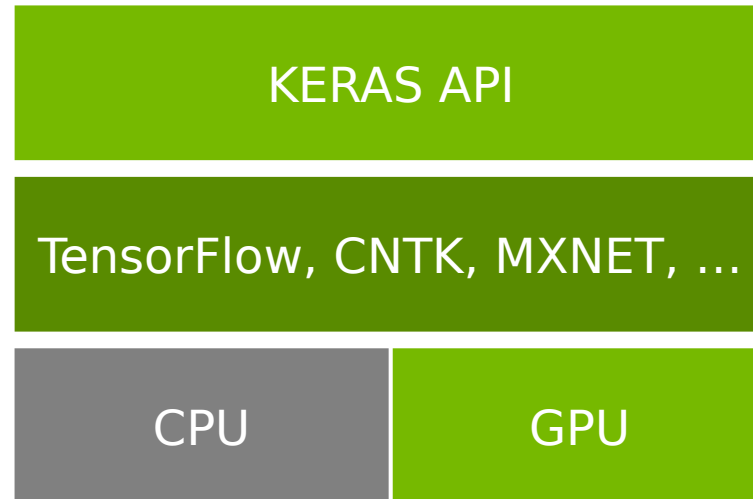 KERAS API
TensorFlow, CNTK, MXNET, ...
CPU
GPU